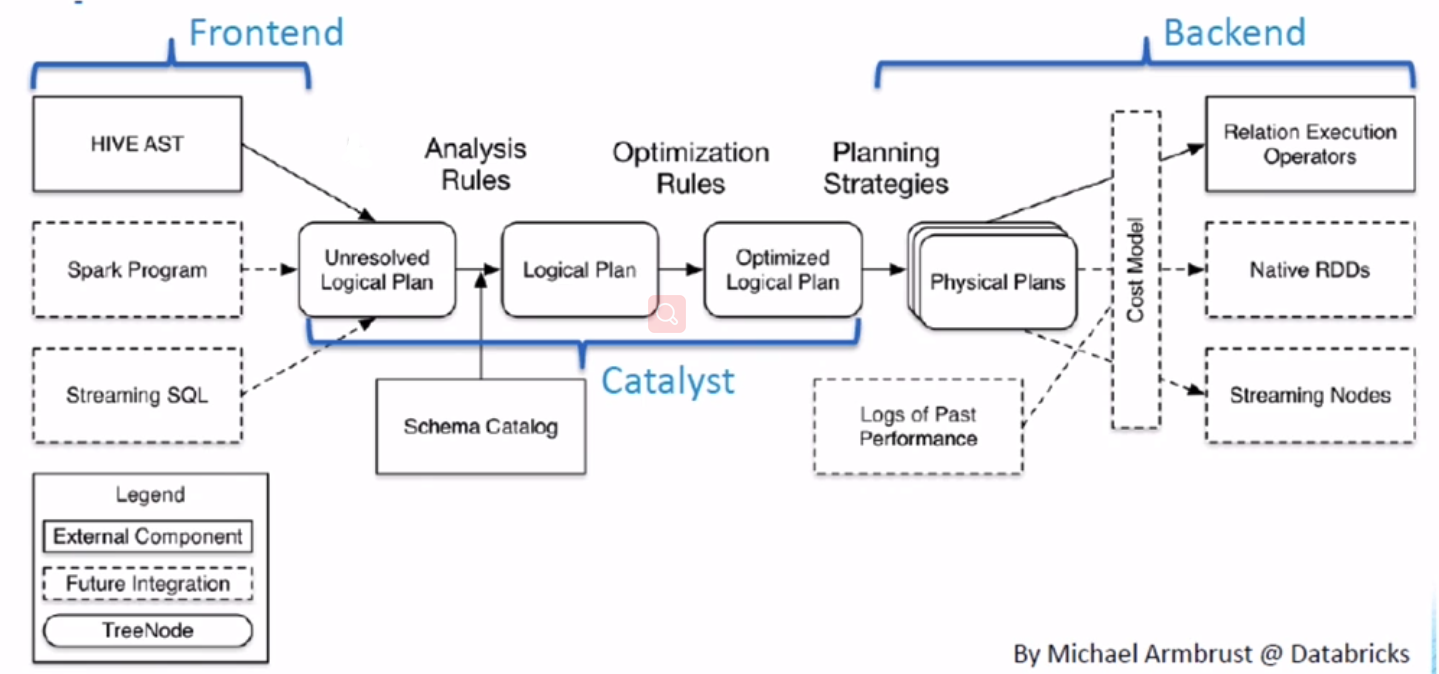 Frontend
Backend
HIVE AST
Analysis
Rules
Optimization
Rules
Planning
Strategies
Relation Execution
Operators
Spark Program
Unresolved
Logical Plan
Logical Plan
Optimized
Logical Plan
Physical Plans
Cost Model
Native RDDs
Streaming SQL
Catalyst
Schema Catalog
Logs of Past
Performance
Streaming Nodes
Legend
External Component
Future Integration
TreeNode
By Michael Armbrust @ Databricks